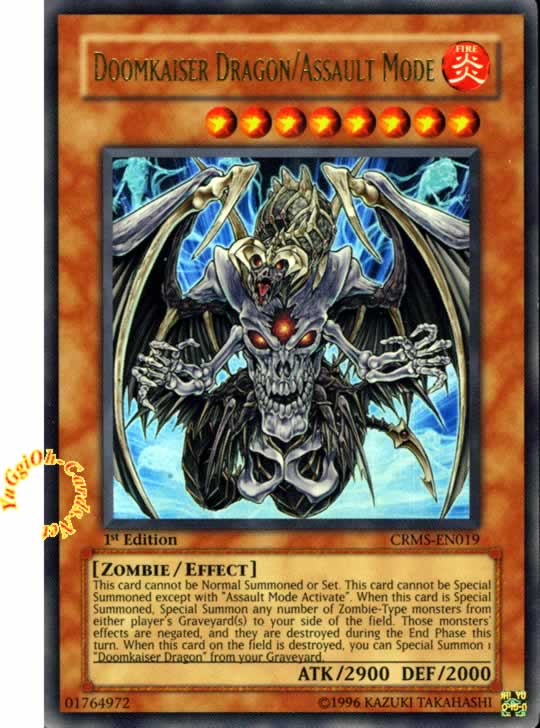 DOOMKAISER DRAGON/ASSAULT MODE
FIRE
炎
YuGgiOh-Cards.Net
1st Edition
CRMS-EN019
[ZOMBIE / EFFECT]
This card cannot be Normal Summoned or Set. This card cannot be Special
Summoned except with "Assault Mode Activate". When this card is Special
Summoned, Special Summon any number of Zombie-Type monsters from
either player's Graveyard(s) to your side of the field. Those monsters'
effects are negated, and they are destroyed during the End Phase this
turn. When this card on the field is destroyed, you can Special Summon 1
"Doomkaiser Dragon" from your Graveyard.
ATK/2900 DEF/2000
01764972
©1996 KAZUKI TAKAHASHI